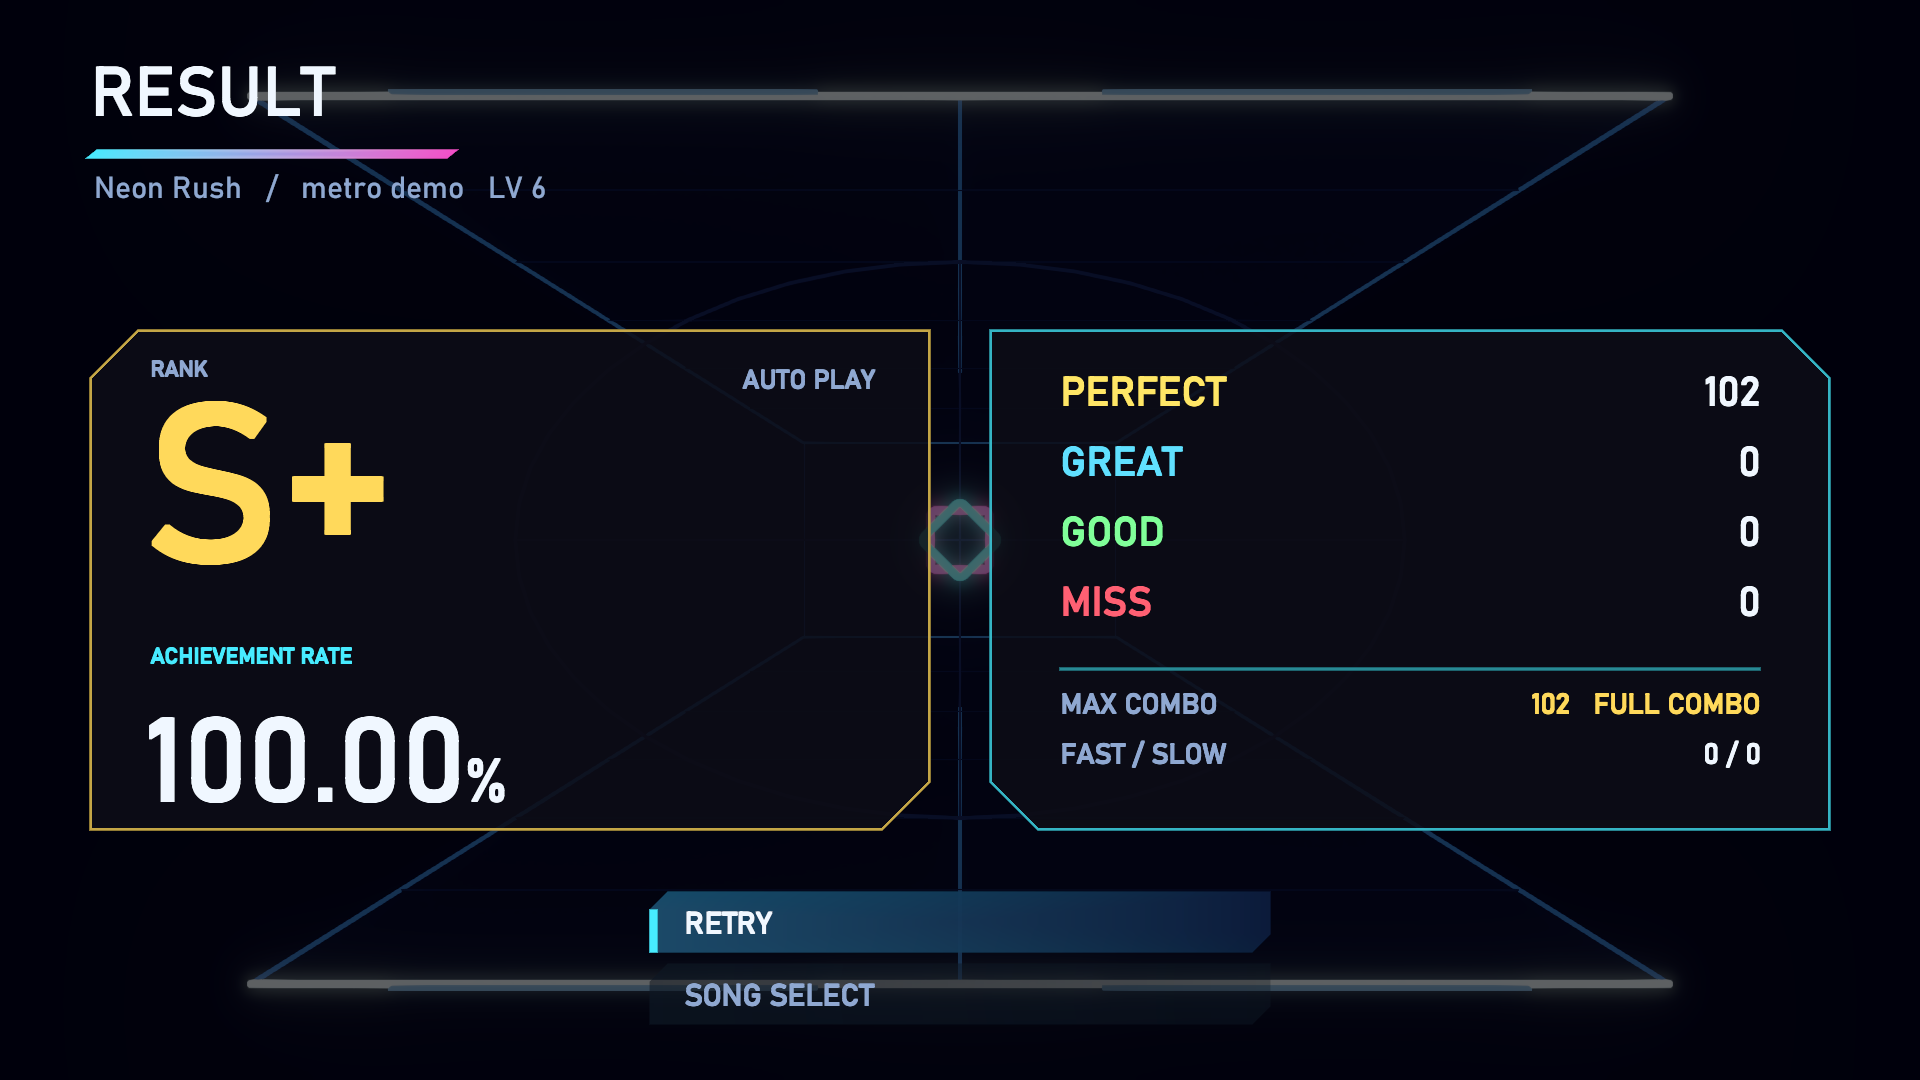 RESULT
Neon Rush / metro demo LV 6
RANK
AUTO PLAY
S+
ACHIEVEMENT RATE
100.00%
PERFECT 102
GREAT 0
GOOD 0
MISS 0
MAX COMBO 102 FULL COMBO
FAST / SLOW 0 / 0
RETRY
SONG SELECT